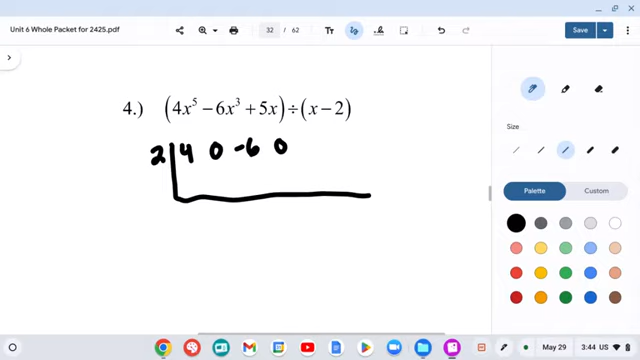 Unit 6 Whole Packet for 2425.pdf
32 / 62
Save
4.) (4x⁵ − 6x³ + 5x) ÷ (x − 2)
2 4 0 -6 0
Size
Palette
Custom
May 29
3:44 US